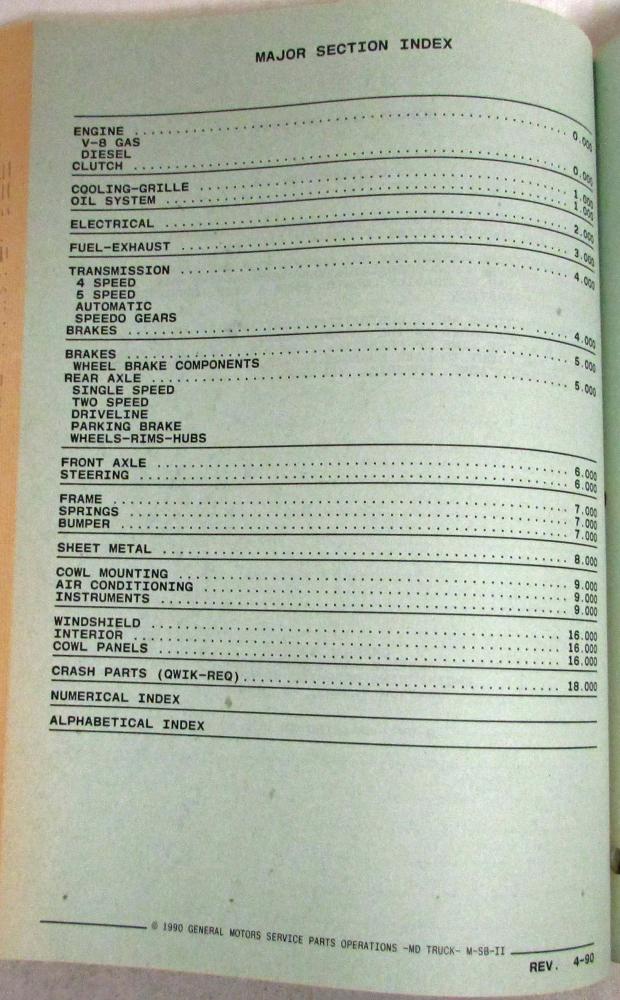 MAJOR SECTION INDEX
ENGINE 0.000
V-8 GAS
DIESEL
CLUTCH 0.000
COOLING-GRILLE 1.000
OIL SYSTEM 1.000
ELECTRICAL 2.000
FUEL-EXHAUST 3.000
TRANSMISSION 4.000
4 SPEED
5 SPEED
AUTOMATIC
SPEEDO GEARS
BRAKES 4.000
BRAKES 5.000
WHEEL BRAKE COMPONENTS
REAR AXLE 5.000
SINGLE SPEED
TWO SPEED
DRIVELINE
PARKING BRAKE
WHEELS-RIMS-HUBS
FRONT AXLE 6.000
STEERING 6.000
FRAME 7.000
SPRINGS 7.000
BUMPER 7.000
SHEET METAL 8.000
COWL MOUNTING 9.000
AIR CONDITIONING 9.000
INSTRUMENTS 9.000
WINDSHIELD 16.000
INTERIOR 16.000
COWL PANELS 16.000
CRASH PARTS (QWIK-REQ) 18.000
NUMERICAL INDEX
ALPHABETICAL INDEX
© 1990 GENERAL MOTORS SERVICE PARTS OPERATIONS -MD TRUCK- M-SB-II
REV. 4-90